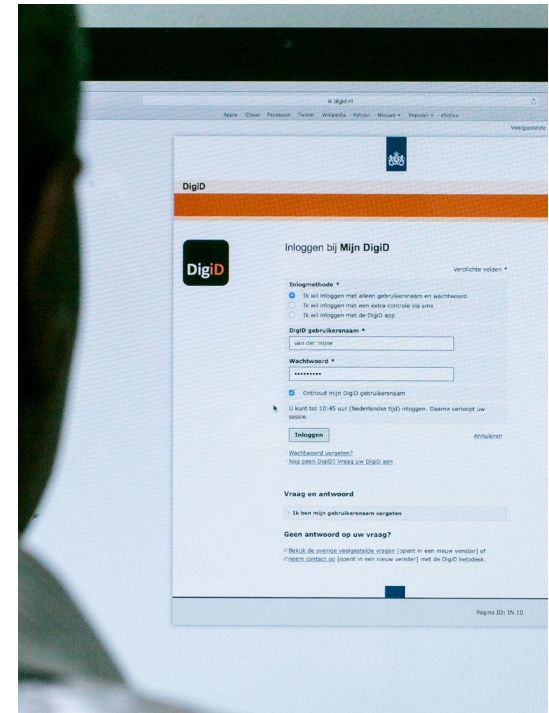 digid.nl
Apple iCloud Facebook Twitter Wikipedia Yahoo! Nieuws Populair
Veelgestelde
DigiD
DigiD
Inloggen bij Mijn DigiD
Verplichte velden *
Inlogmethode *
Ik wil inloggen met alleen gebruikersnaam en wachtwoord
Ik wil inloggen met een extra controle via sms
Ik wil inloggen met de DigiD app
DigiD gebruikersnaam *
van der mijne
Wachtwoord *
•••••••••
Onthoud mijn DigiD gebruikersnaam
U kunt tot 10:45 uur (Nederlandse tijd) inloggen. Daarna verloopt uw
sessie.
Inloggen
Annuleren
Wachtwoord vergeten?
Nog geen DigiD? Vraag uw DigiD aan
Vraag en antwoord
Ik ben mijn gebruikersnaam vergeten
Geen antwoord op uw vraag?
Bekijk de overige veelgestelde vragen (opent in een nieuw venster) of
neem contact op (opent in een nieuw venster) met de DigiD helpdesk.
Pagina ID: IN 10